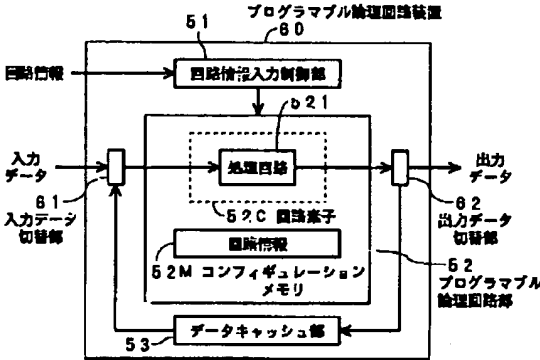 プログラマブル論理回路装置
60
51
回路情報
回路情報入力制御部
521
入力
データ
処理回路
出力
データ
61
入力データ
切替部
52C 回路素子
62
出力データ
切替部
回路情報
52M コンフィギュレーション
メモリ
52
プログラマブル
論理回路部
53
データキャッシュ部